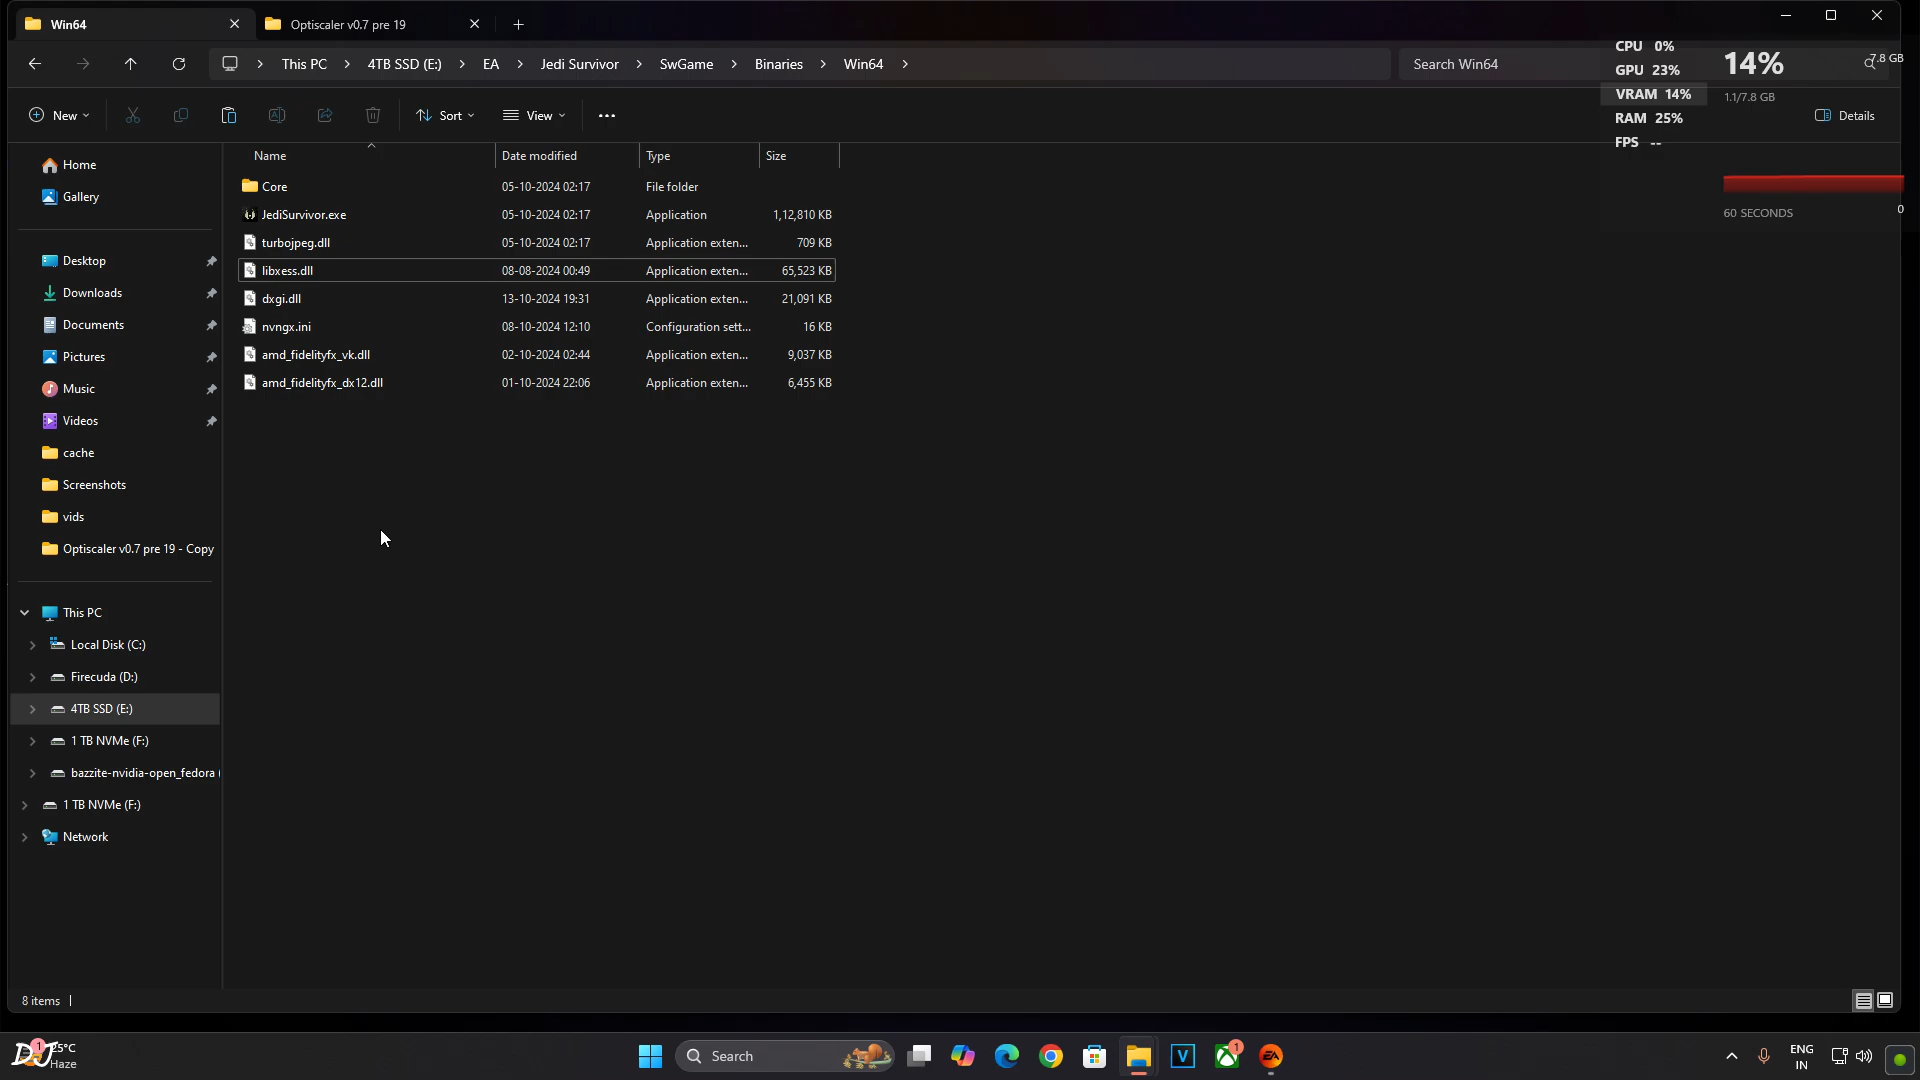 Win64
Optiscaler v0.7 pre 19
This PC
4TB SSD (E:)
EA
Jedi Survivor
SwGame
Binaries
Win64
Search Win64
CPU 0%
GPU 23%
VRAM 14%
RAM 25%
FPS --
14%
7.8 GB
1.1/7.8 GB
60 SECONDS
0
New
Sort
View
Details
Name
Date modified
Type
Size
Core 05-10-2024 02:17 File folder
JediSurvivor.exe 05-10-2024 02:17 Application 1,12,810 KB
turbojpeg.dll 05-10-2024 02:17 Application exten... 709 KB
libxess.dll 08-08-2024 00:49 Application exten... 65,523 KB
dxgi.dll 13-10-2024 19:31 Application exten... 21,091 KB
nvngx.ini 08-10-2024 12:10 Configuration sett... 16 KB
amd_fidelityfx_vk.dll 02-10-2024 02:44 Application exten... 9,037 KB
amd_fidelityfx_dx12.dll 01-10-2024 22:06 Application exten... 6,455 KB
Home
Gallery
Desktop
Downloads
Documents
Pictures
Music
Videos
cache
Screenshots
vids
Optiscaler v0.7 pre 19 - Copy
This PC
Local Disk (C:)
Firecuda (D:)
4TB SSD (E:)
1 TB NVMe (F:)
bazzite-nvidia-open_fedora (
1 TB NVMe (F:)
Network
8 items
DJ
1
25°C
Haze
Search
V
1
EA
ENG
IN